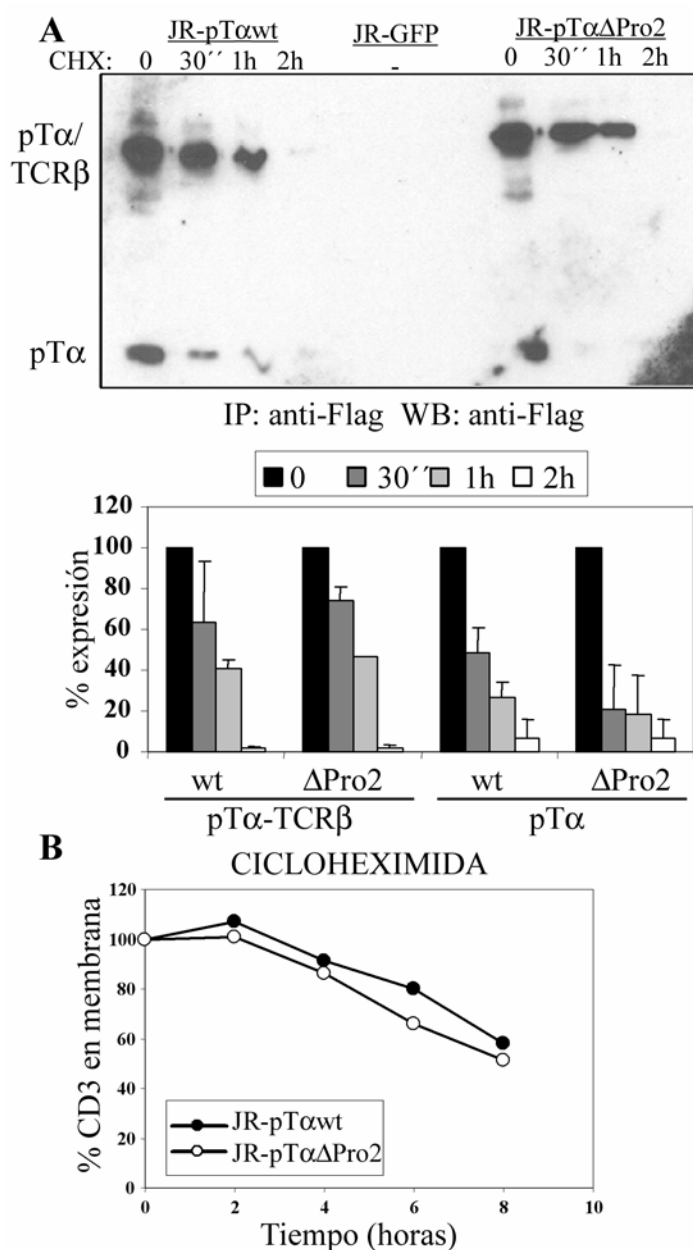 A
JR-pTαwt JR-GFP JR-pTαΔPro2
CHX: 0 30´´ 1h 2h - 0 30´´ 1h 2h
pTα/
TCRβ
pTα
IP: anti-Flag WB: anti-Flag
0 30´´ 1h 2h
% expresión
120
100
80
60
40
20
0
wt ΔPro2 wt ΔPro2
pTα-TCRβ pTα
B
CICLOHEXIMIDA
% CD3 en membrana
120
100
80
60
40
20
0
JR-pTαwt
JR-pTαΔPro2
0 2 4 6 8 10
Tiempo (horas)